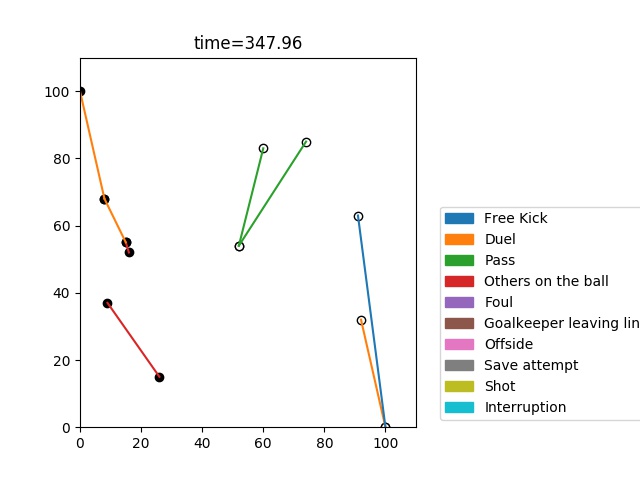 time=347.96
100
80
60
40
20
0
0 20 40 60 80 100
Free Kick
Duel
Pass
Others on the ball
Foul
Goalkeeper leaving lin
Offside
Save attempt
Shot
Interruption